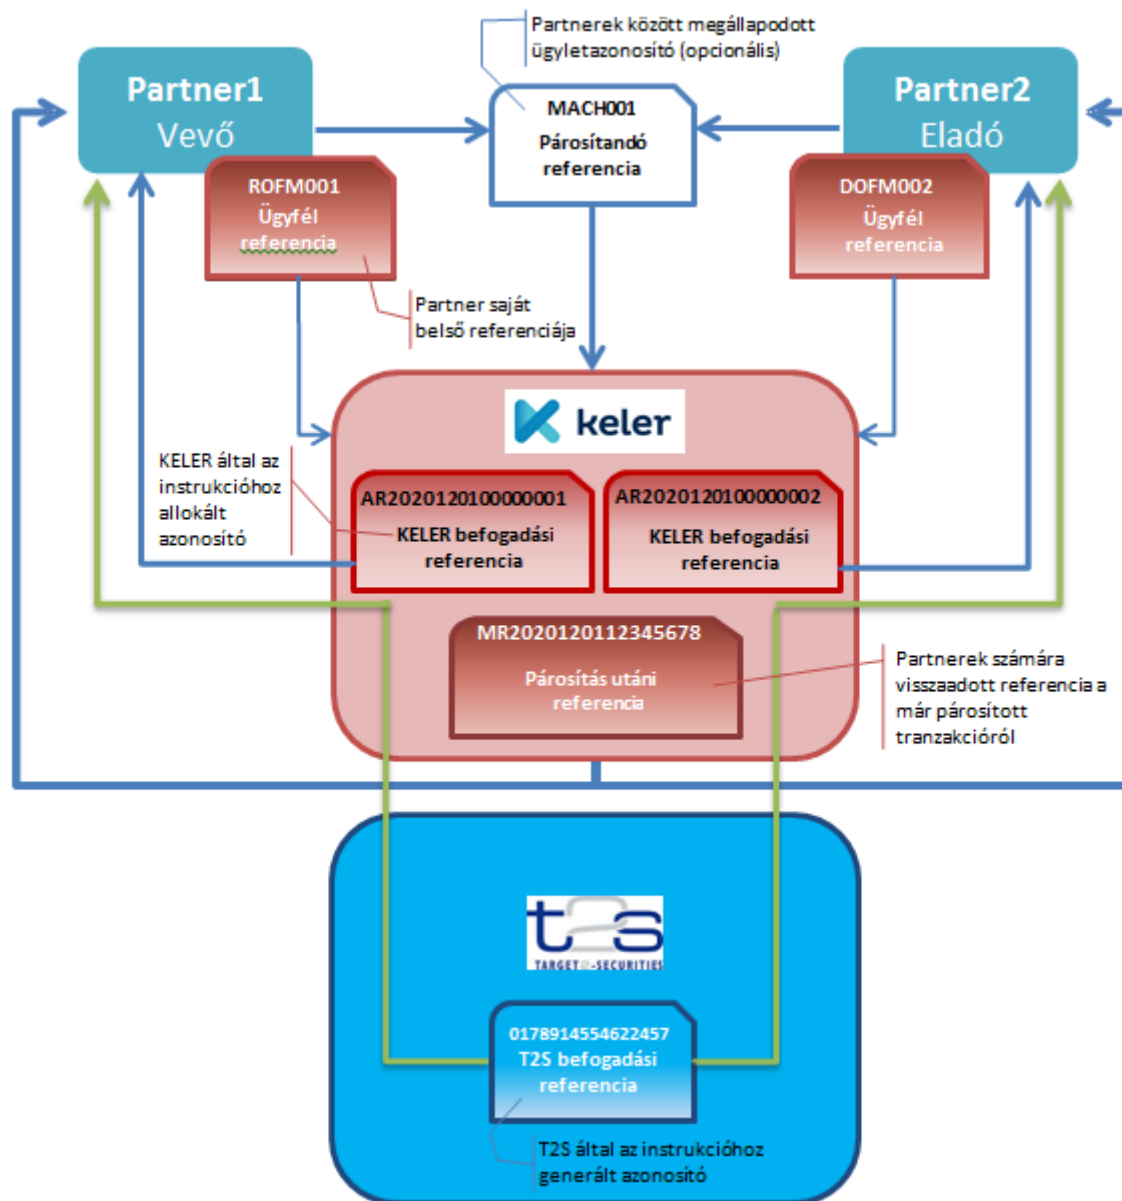 Partnerek között megállapodott
ügyletazonosító (opcionális)
Partner1
Vevő
MACH001
Párosítandó
referencia
Partner2
Eladó
ROFM001
Ügyfél
referencia
DOFM002
Ügyfél
referencia
Partner saját
belső referenciája
keler
KELER által az
instrukcióhoz
allokált
azonosító
AR2020120100000001
KELER befogadási
referencia
AR2020120100000002
KELER befogadási
referencia
MR2020120112345678
Párosítás utáni
referencia
Partnerek számára
visszaadott referencia a
már párosított
tranzakcióról
t2s
TARGET2-SECURITIES
0178914554622457
T2S befogadási
referencia
T2S által az instrukcióhoz
generált azonosító